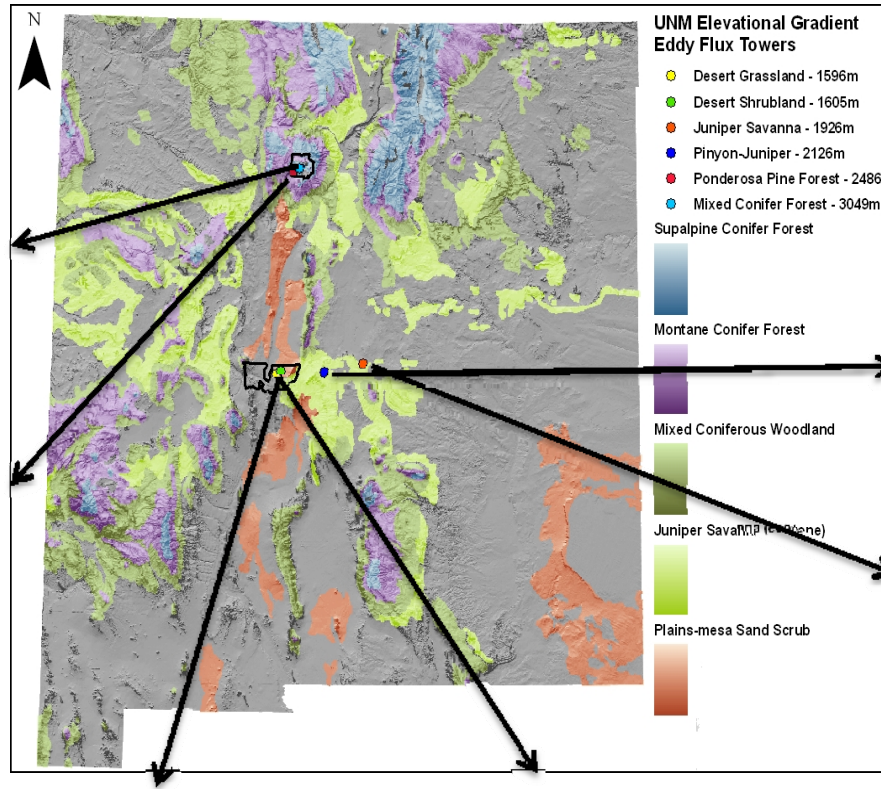 N
UNM Elevational Gradient
Eddy Flux Towers
Desert Grassland - 1596m
Desert Shrubland - 1605m
Juniper Savanna - 1926m
Pinyon-Juniper - 2126m
Ponderosa Pine Forest - 2486
Mixed Conifer Forest - 3049m
Supalpine Conifer Forest
Montane Conifer Forest
Mixed Coniferous Woodland
Juniper
Plains-mesa Sand Scrub